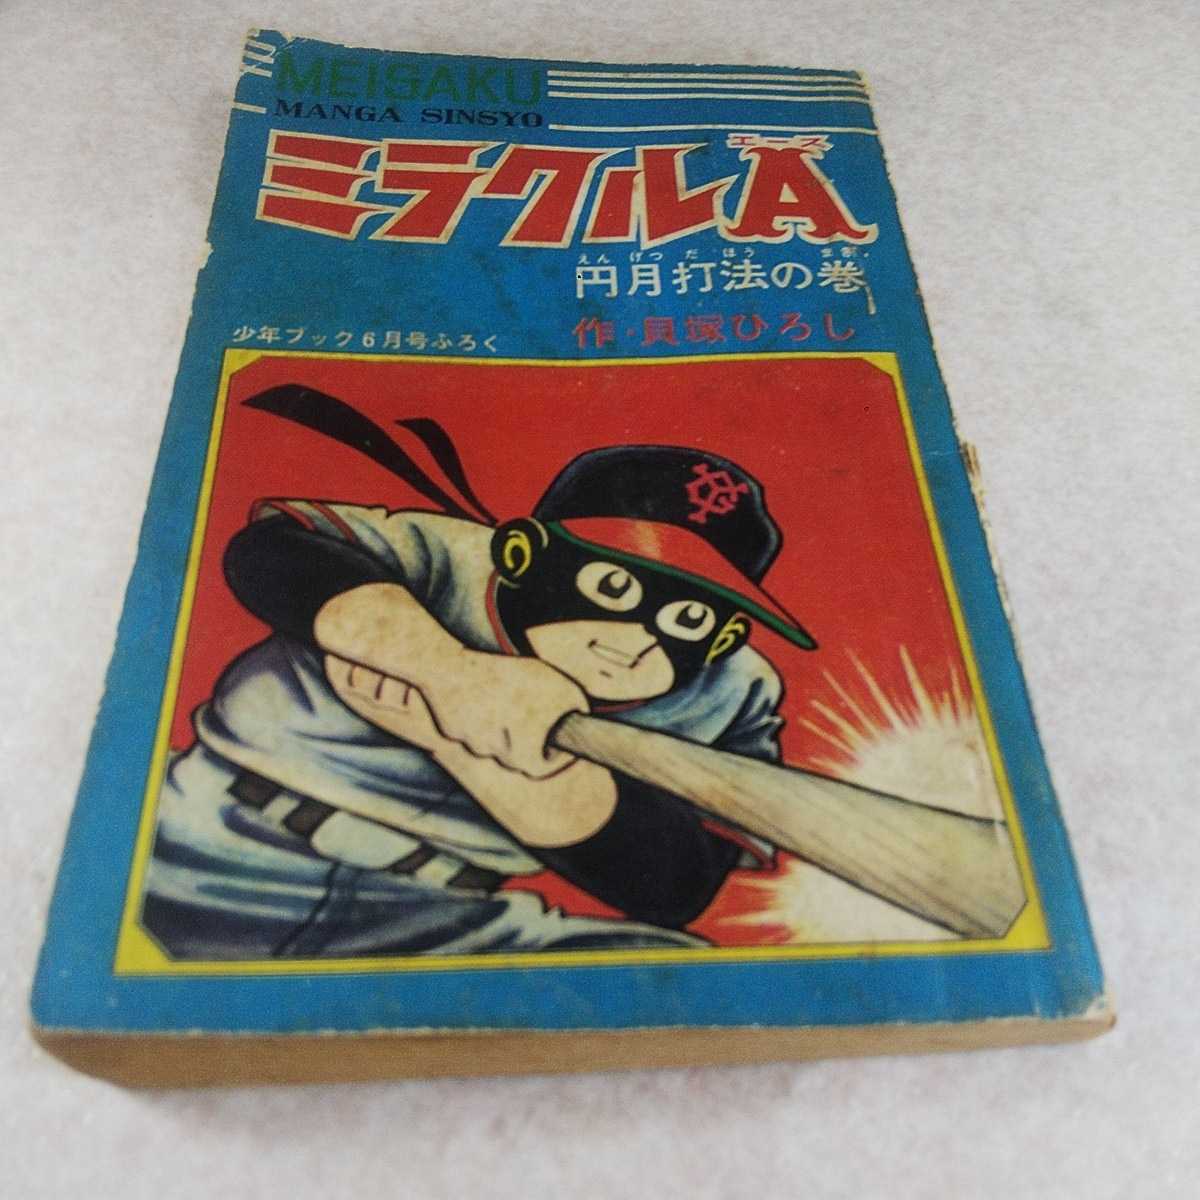 MEISAKU
MANGA SINSYO
エース
ミラクルA
えんげつだほう まき
円月打法の巻
少年ブック6月号ふろく
作・貝塚ひろし